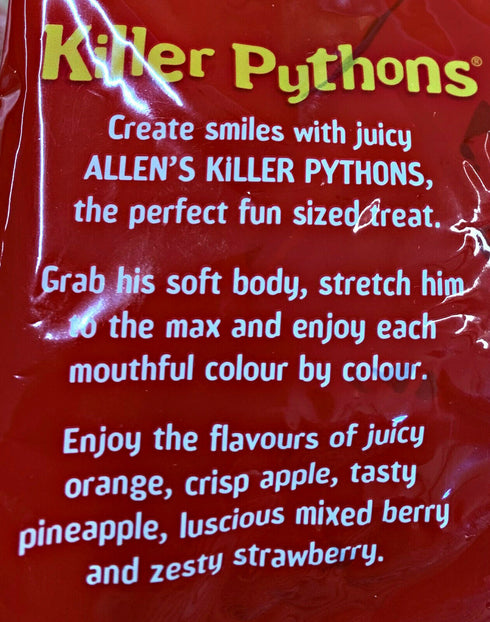 Killer Pythons®
Create smiles with juicy
ALLEN'S KiLLER PYTHONS,
the perfect fun sized treat.
Grab his soft body, stretch him
to the max and enjoy each
mouthful colour by colour.
Enjoy the flavours of juicy
orange, crisp apple, tasty
pineapple, luscious mixed berry
and zesty strawberry.